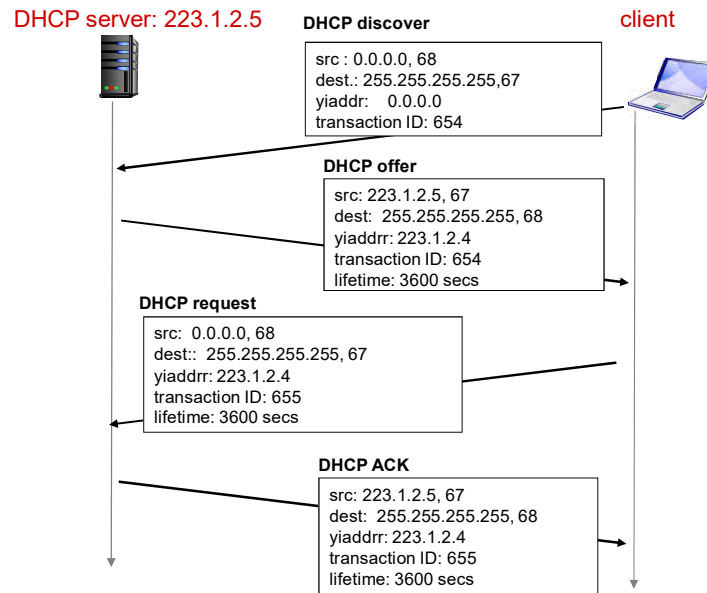 DHCP server: 223.1.2.5
client
DHCP discover
src : 0.0.0.0, 68
dest.: 255.255.255.255,67
yiaddr: 0.0.0.0
transaction ID: 654
DHCP offer
src: 223.1.2.5, 67
dest: 255.255.255.255, 68
yiaddrr: 223.1.2.4
transaction ID: 654
lifetime: 3600 secs
DHCP request
src: 0.0.0.0, 68
dest:: 255.255.255.255, 67
yiaddrr: 223.1.2.4
transaction ID: 655
lifetime: 3600 secs
DHCP ACK
src: 223.1.2.5, 67
dest: 255.255.255.255, 68
yiaddrr: 223.1.2.4
transaction ID: 655
lifetime: 3600 secs